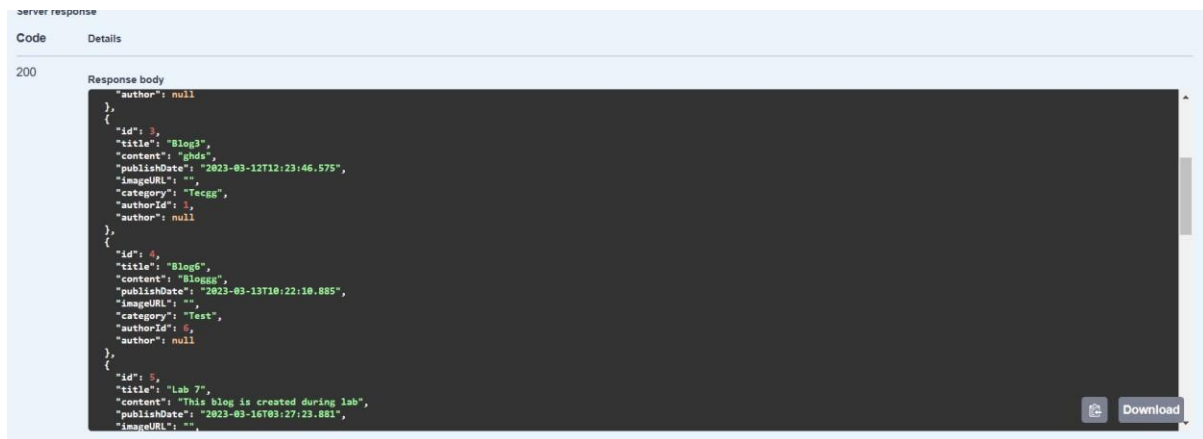 Server response
Code Details
200
Response body
"author": null
},
{
"id": 3,
"title": "Blog3",
"content": "ghds",
"publishDate": "2023-03-12T12:23:46.575",
"imageURL": "",
"category": "Tecgg",
"authorId": 1,
"author": null
},
{
"id": 4,
"title": "Blog6",
"content": "Bloggg",
"publishDate": "2023-03-13T10:22:10.885",
"imageURL": "",
"category": "Test",
"authorId": 6,
"author": null
},
{
"id": 5,
"title": "Lab 7",
"content": "This blog is created during lab",
"publishDate": "2023-03-16T03:27:23.881",
"imageURL": "",
Download